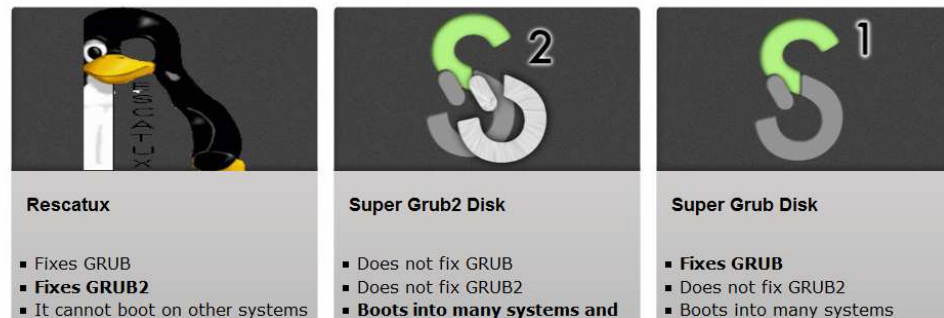 ESCATUX
2
1
Rescatux
Super Grub2 Disk
Super Grub Disk
Fixes GRUB
Fixes GRUB2
It cannot boot on other systems
Does not fix GRUB
Does not fix GRUB2
Boots into many systems and
Fixes GRUB
Does not fix GRUB2
Boots into many systems